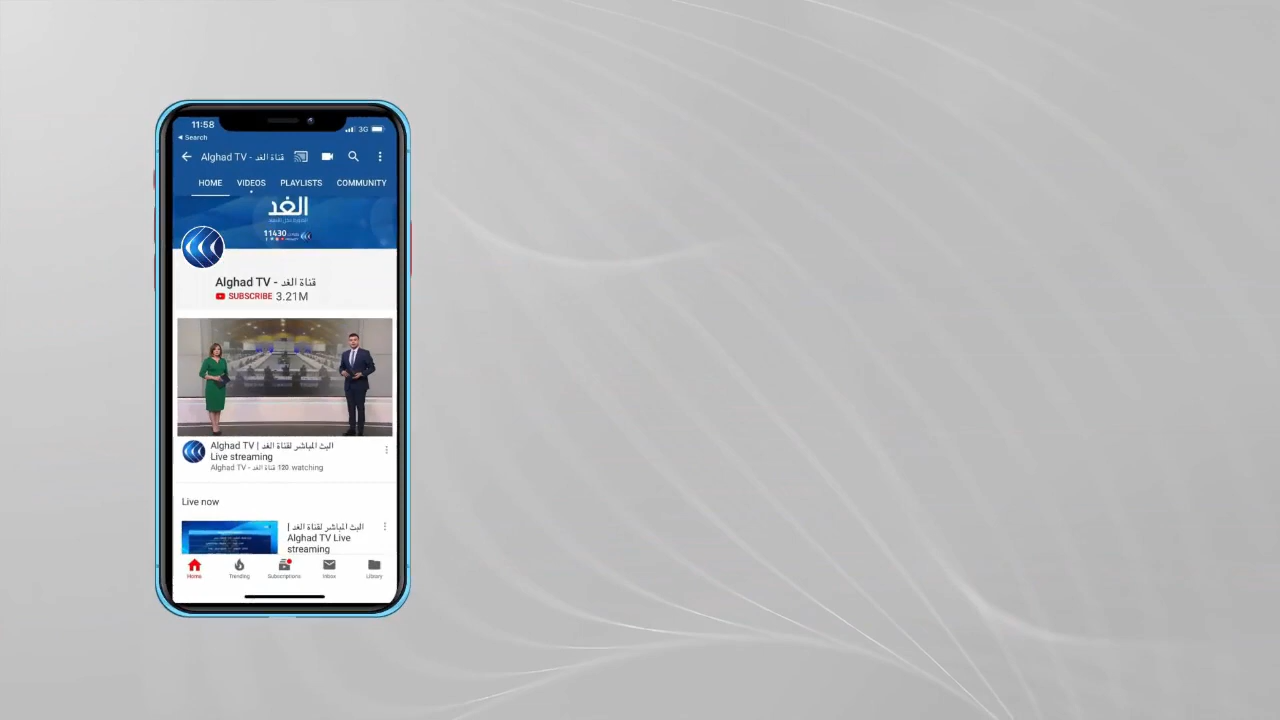 11:58
3G
Search
Alghad TV - قناة الغد
HOME VIDEOS PLAYLISTS COMMUNITY
الغد
11430
Alghad TV - قناة الغد
SUBSCRIBE 3.21M
Alghad TV | البث المباشر لقناة الغد
Live streaming
Alghad TV - قناة الغد 120 watching
Live now
البث المباشر لقناة الغد |
Alghad TV Live
streaming
Home Trending Subscriptions Inbox Library